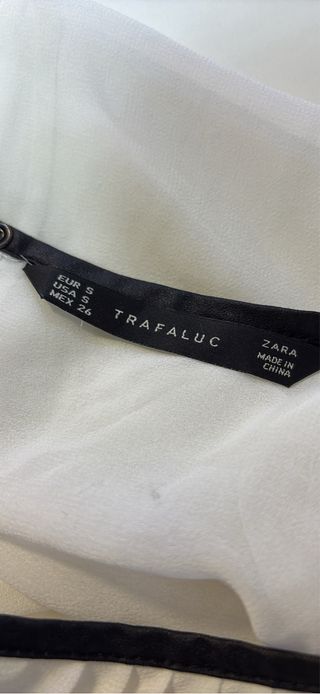 EUR S
USA S
MEX 26
TRAFALUC
ZARA
MADE IN
CHINA